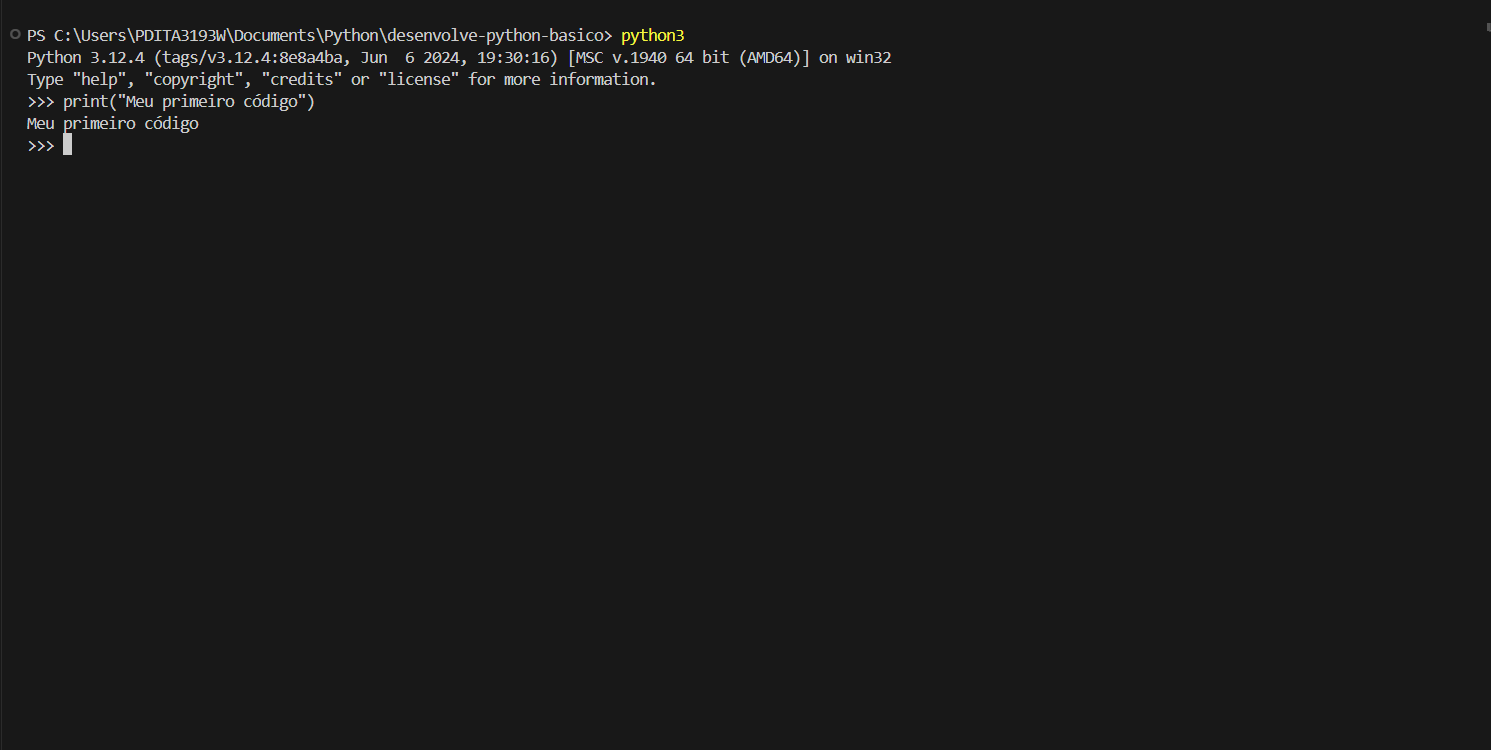 PS C:\Users\PDITA3193W\Documents\Python\desenvolve-python-basico> python3
Python 3.12.4 (tags/v3.12.4:8e8a4ba, Jun  6 2024, 19:30:16) [MSC v.1940 64 bit (AMD64)] on win32
Type "help", "copyright", "credits" or "license" for more information.
>>> print("Meu primeiro código")
Meu primeiro código
>>>